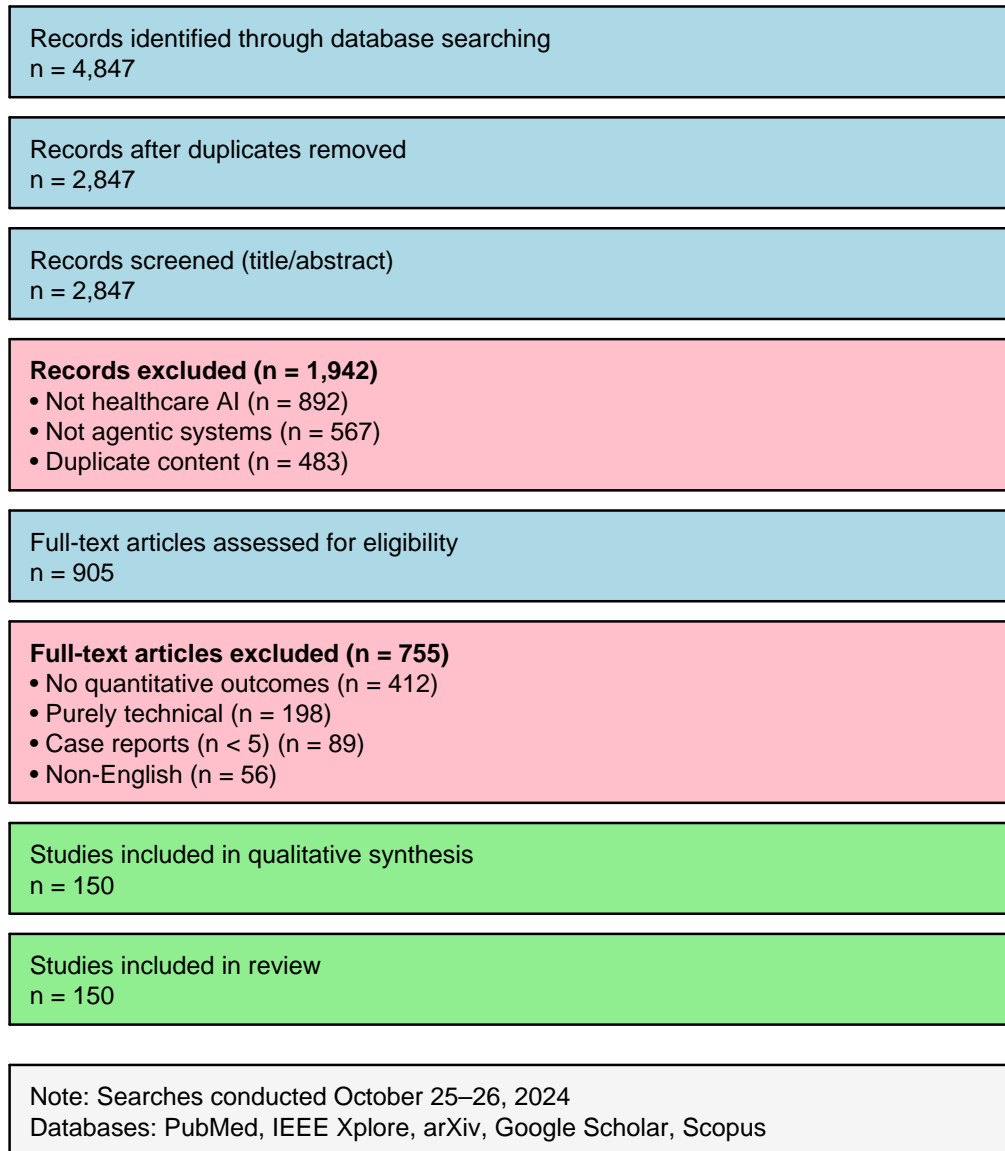 Records identified through database searching
n = 4,847
Records after duplicates removed
n = 2,847
Records screened (title/abstract)
n = 2,847
Records excluded (n = 1,942)
• Not healthcare AI (n = 892)
• Not agentic systems (n = 567)
• Duplicate content (n = 483)
Full-text articles assessed for eligibility
n = 905
Full-text articles excluded (n = 755)
• No quantitative outcomes (n = 412)
• Purely technical (n = 198)
• Case reports (n < 5) (n = 89)
• Non-English (n = 56)
Studies included in qualitative synthesis
n = 150
Studies included in review
n = 150
Note: Searches conducted October 25–26, 2024
Databases: PubMed, IEEE Xplore, arXiv, Google Scholar, Scopus